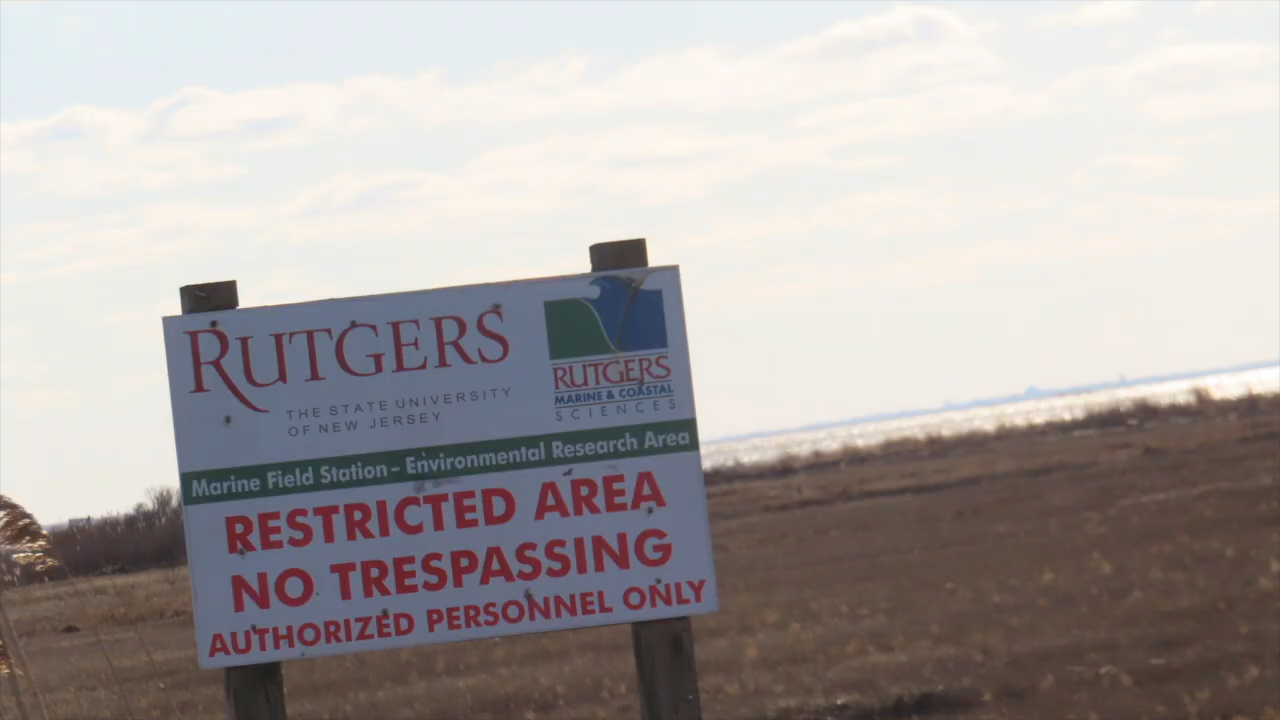 RUTGERS
THE STATE UNIVERSITY
OF NEW JERSEY
RUTGERS
MARINE & COASTAL
SCIENCES
Marine Field Station - Environmental Research Area
RESTRICTED AREA
NO TRESPASSING
AUTHORIZED PERSONNEL ONLY